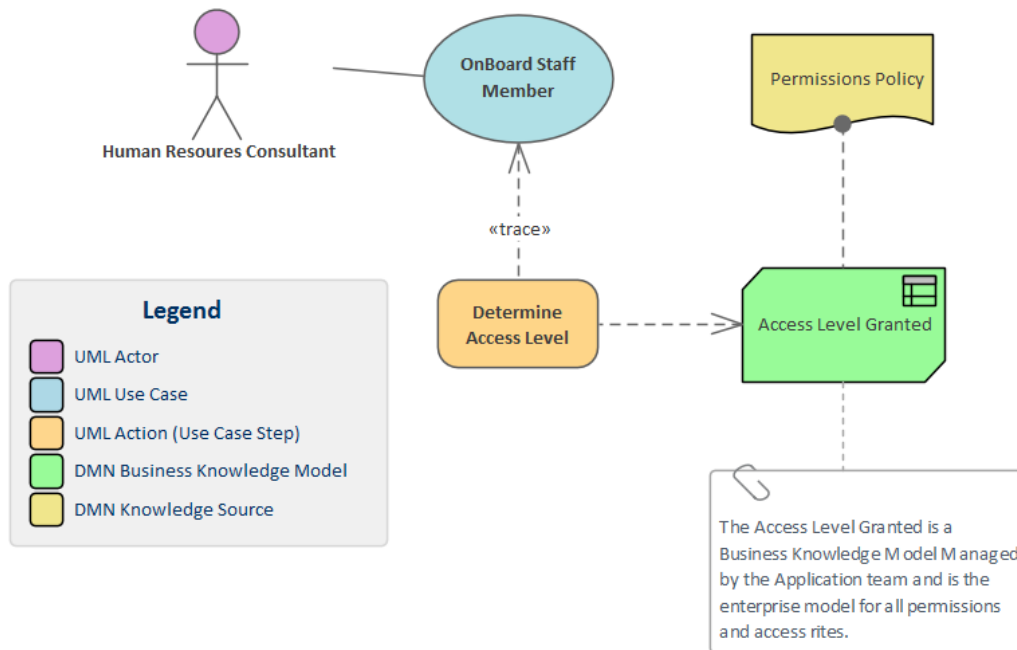 OnBoard Staff
Member
Permissions Policy
Human Resoures Consultant
«trace»
Legend
UML Actor
UML Use Case
UML Action (Use Case Step)
DMN Business Knowledge Model
DMN Knowledge Source
Determine
Access Level
Access Level Granted
The Access Level Granted is a
Business Knowledge Model Managed
by the Application team and is the
enterprise model for all permissions
and access rites.